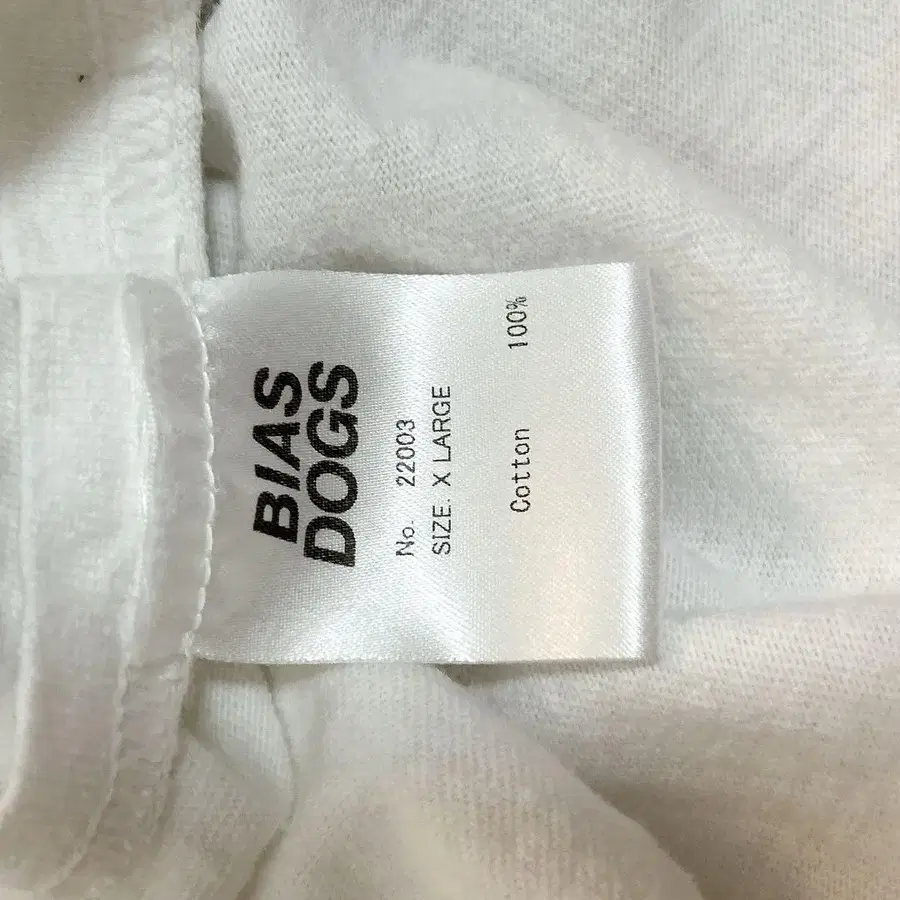 BIAS
DOGS
No. 22003
SIZE. X LARGE
Cotton 100%